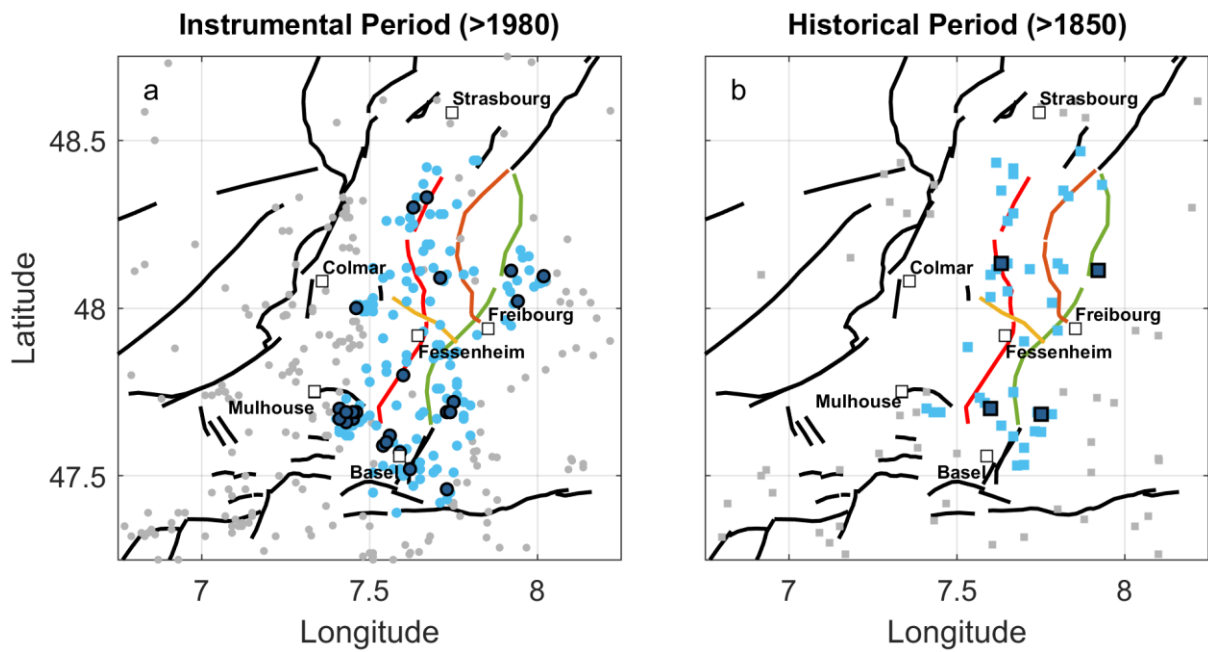 Instrumental Period (>1980)
Historical Period (>1850)
a
Strasbourg
Colmar
Freibourg
Fessenheim
Mulhouse
Basel
48.5
48
47.5
Latitude
7
7.5
8
Longitude
b
Strasbourg
Colmar
Freibourg
Fessenheim
Mulhouse
Basel
7
7.5
8
Longitude